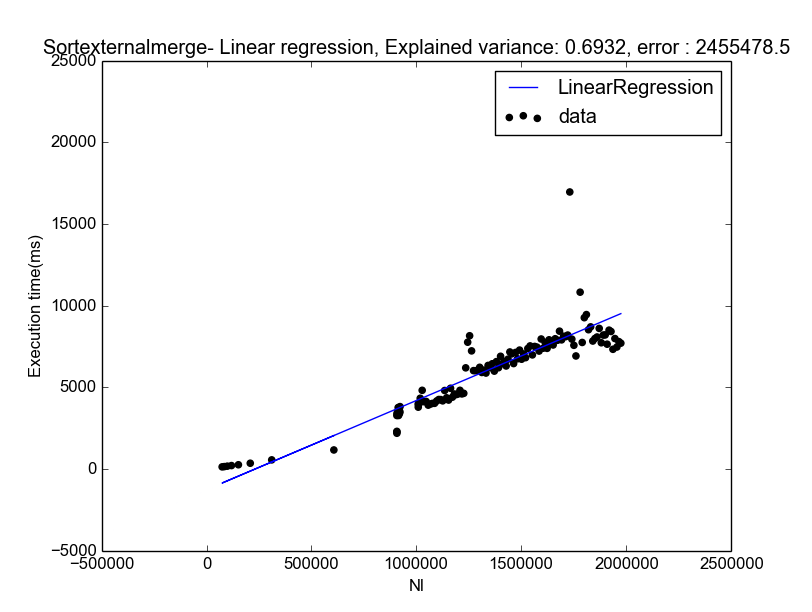 Sortexternalmerge- Linear regression, Explained variance: 0.6932, error : 2455478.5
25000
20000
15000
10000
5000
0
−5000
Execution time(ms)
LinearRegression
data
−500000
0
500000
1000000
1500000
2000000
2500000
NI